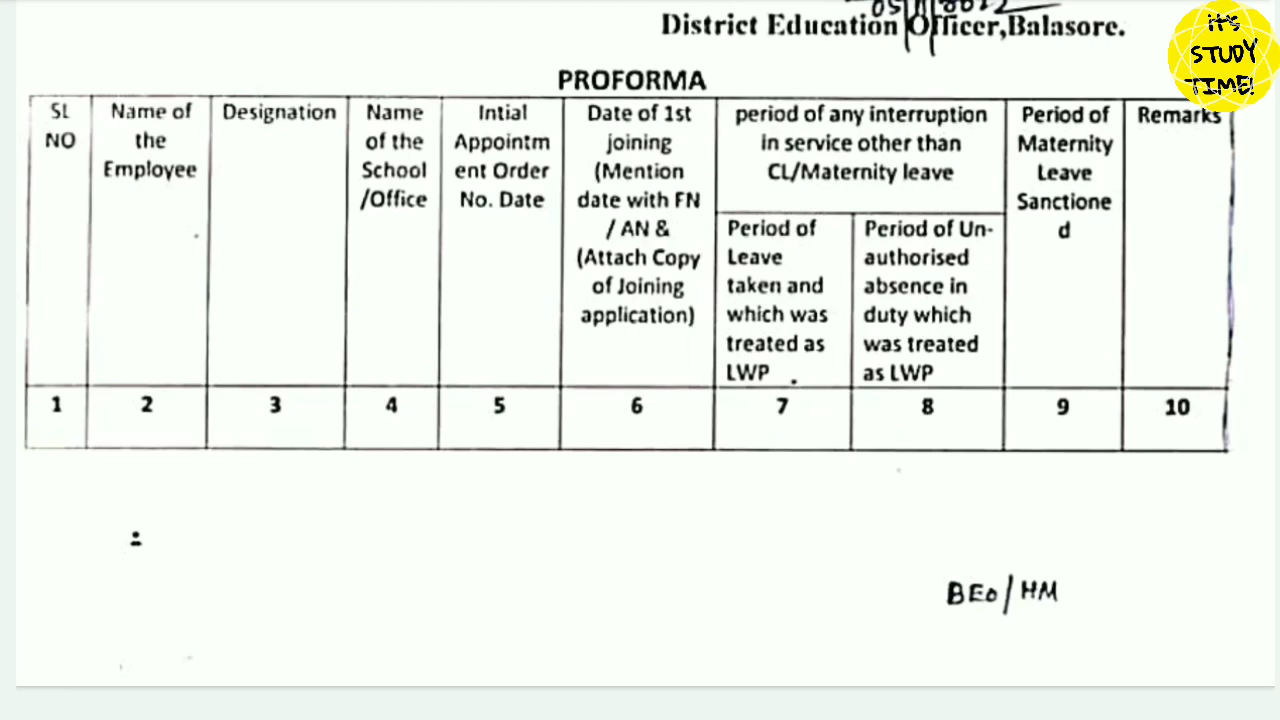 District Education Officer,Balasore.
IT'S
STUDY
TIME!
PROFORMA
SL
NO
Name of
the
Employee
Designation
Name
of the
School
/Office
Intial
Appointm
ent Order
No. Date
Date of 1st
joining
(Mention
date with FN
/ AN &
(Attach Copy
of Joining
application)
period of any interruption
in service other than
CL/Maternity leave
Period of
Leave
taken and
which was
treated as
LWP
Period of Un-
authorised
absence in
duty which
was treated
as LWP
Period of
Maternity
Leave
Sanctione
d
Remarks
1 2 3 4 5 6 7 8 9 10
BEO/HM